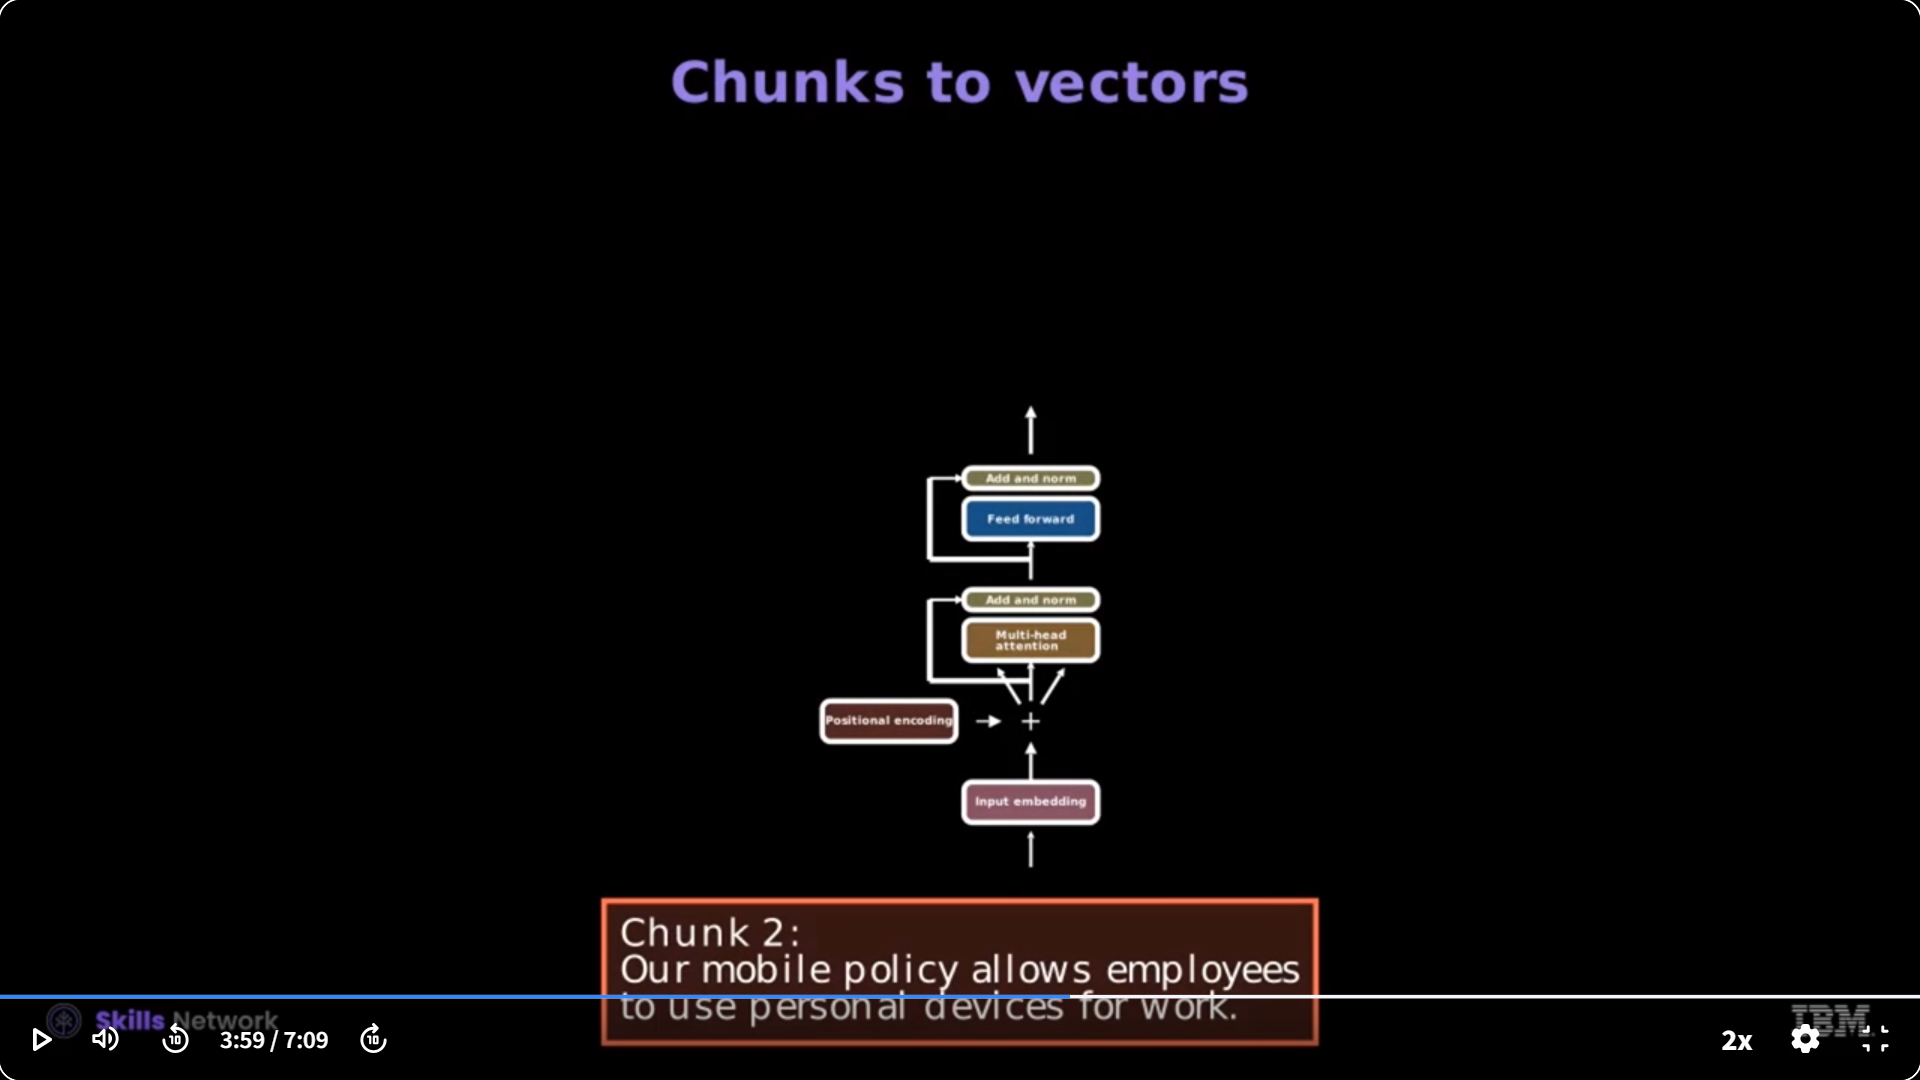 Chunks to vectors
Add and norm
Feed forward
Add and norm
Multi-head
attention
Positional encoding
Input embedding
Chunk 2:
Our mobile policy allows employees
to use personal devices for work.
Skills Network
IBM
10
3:59 / 7:09
10
2x